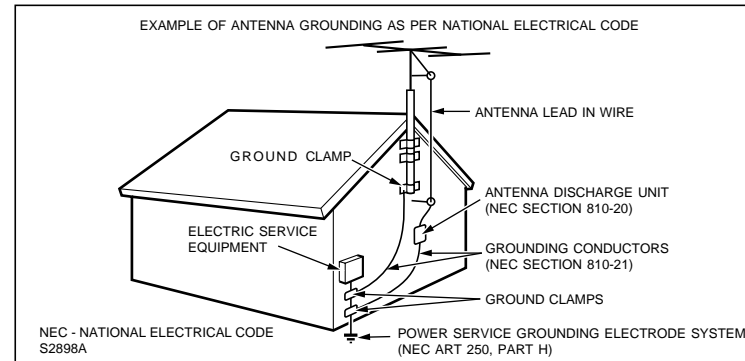 EXAMPLE OF ANTENNA GROUNDING AS PER NATIONAL ELECTRICAL CODE
ANTENNA LEAD IN WIRE
GROUND CLAMP
ANTENNA DISCHARGE UNIT
(NEC SECTION 810-20)
ELECTRIC SERVICE
EQUIPMENT
GROUNDING CONDUCTORS
(NEC SECTION 810-21)
GROUND CLAMPS
NEC - NATIONAL ELECTRICAL CODE
S2898A
POWER SERVICE GROUNDING ELECTRODE SYSTEM
(NEC ART 250, PART H)